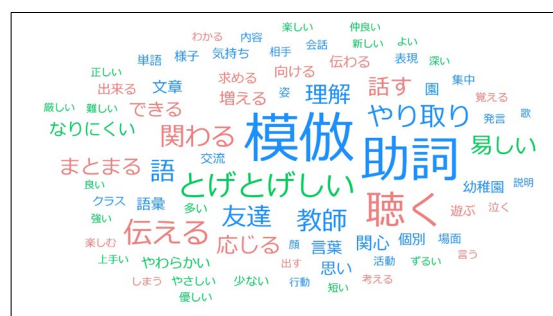 わかる 内容 楽しい 仲良い
単語 様子 気持ち 相手 会話 新しい よい
正しい 求める 向ける 伝わる 表現 深い
出来る 文章 増える 姿 理解 話す 園 集中
厳しい 難しい できる 模倣 やり取り 覚える
なりにくい 関わる 助詞 発言 歌
まとまる 語 交流 易しい
良い とげとげしい 聴く 幼稚園 説明
クラス 語彙 多い 友達 教師 遊ぶ 泣く
強い 伝える 応じる 顔 言葉 関心 個別 場面
楽しむ 上手い やわらかい 出す 思い 活動 ずるい 言う
しまう やさしい 少ない 行動 短い 考える
優しい